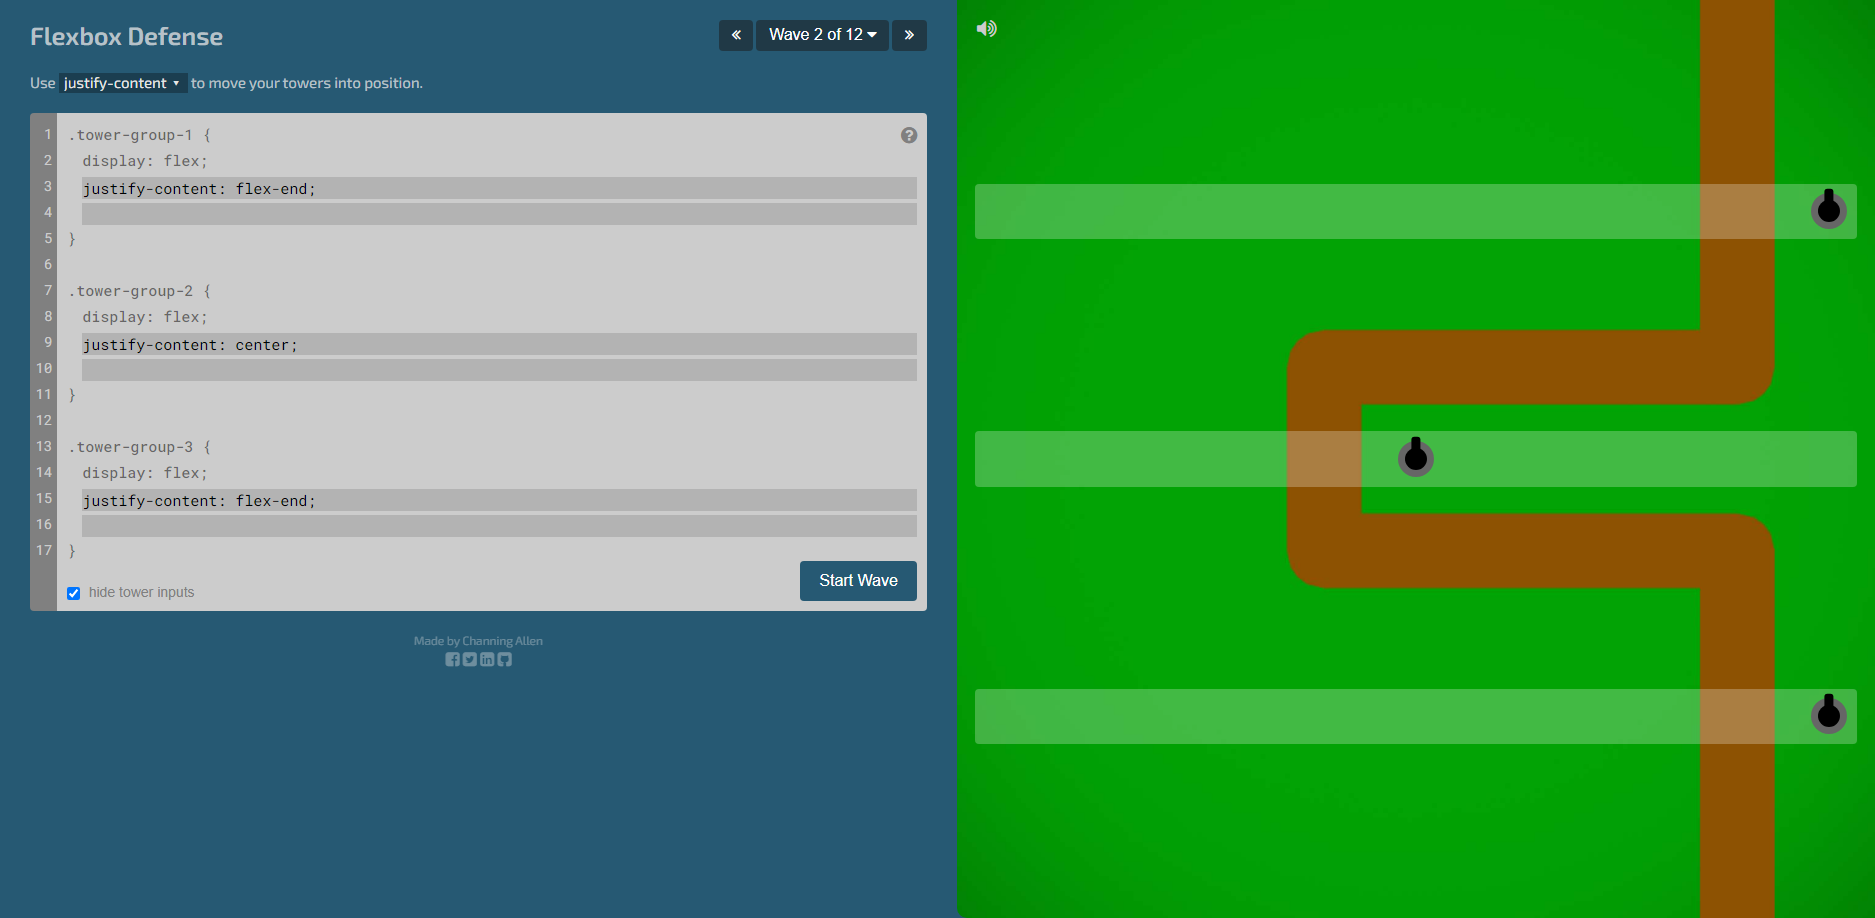 Flexbox Defense
« Wave 2 of 12 »
Use justify-content to move your towers into position.
1 .tower-group-1 {
2 display: flex;
3 justify-content: flex-end;
4
5 }
6
7 .tower-group-2 {
8 display: flex;
9 justify-content: center;
10
11 }
12
13 .tower-group-3 {
14 display: flex;
15 justify-content: flex-end;
16
17 }
hide tower inputs
Start Wave
Made by Channing Allen